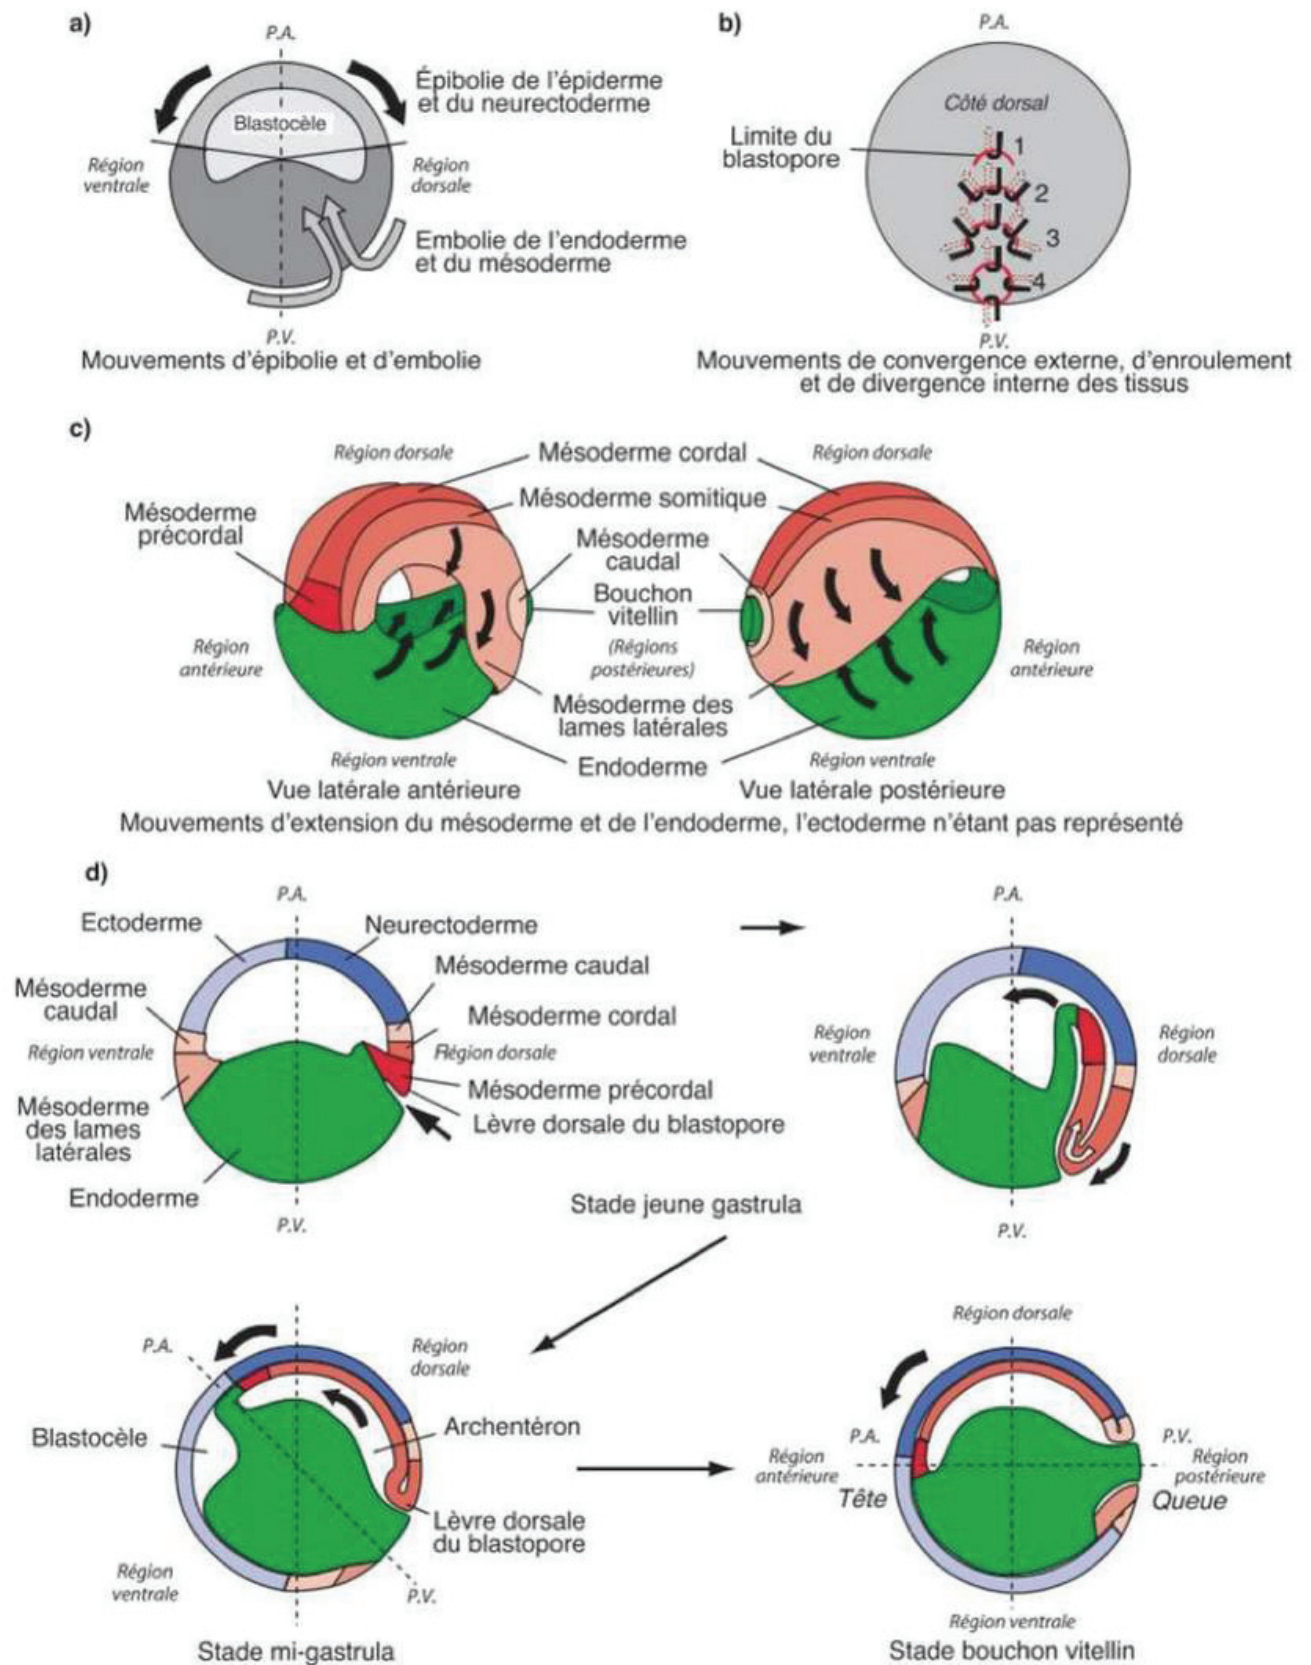 a)
P.A.
Épibolie de l'épiderme
et du neurectoderme
Blastocèle
Région
ventrale
Région
dorsale
Embolie de l'endoderme
et du mésoderme
P.V.
Mouvements d'épibolie et d'embolie
b)
P.A.
Côté dorsal
Limite du
blastopore
1
2
3
4
P.V.
Mouvements de convergence externe, d'enroulement
et de divergence interne des tissus
c)
Région dorsale
Mésoderme cordal
Région dorsale
Mésoderme somitique
Mésoderme
précordal
Mésoderme
caudal
Bouchon
vitellin
Région
antérieure
(Régions
postérieures)
Région
antérieure
Mésoderme des
lames latérales
Région ventrale
Endoderme
Région ventrale
Vue latérale antérieure
Vue latérale postérieure
Mouvements d'extension du mésoderme et de l'endoderme, l'ectoderme n'étant pas représenté
d)
P.A.
Ectoderme
Neurectoderme
Mésoderme caudal
Mésoderme
caudal
Mésoderme cordal
Région ventrale
Région dorsale
Mésoderme précordal
Mésoderme
des lames
latérales
Lèvre dorsale du blastopore
Endoderme
P.V.
P.A.
Région
ventrale
Région
dorsale
P.V.
Stade jeune gastrula
P.A.
Région
dorsale
Blastocèle
Archentéron
Lèvre dorsale
du blastopore
Région
ventrale
P.V.
Stade mi-gastrula
Région dorsale
P.A.
P.V.
Région
antérieure
Région
postérieure
Tête
Queue
Région ventrale
Stade bouchon vitellin